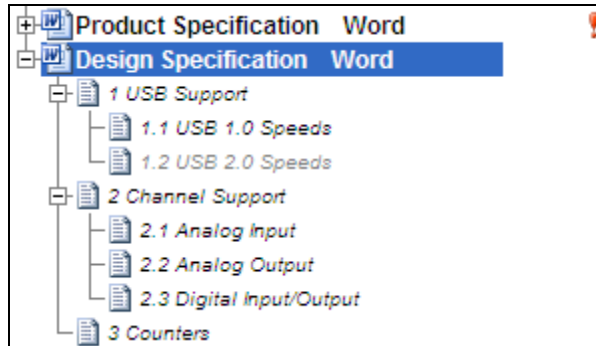 Product Specification Word
Design Specification Word
1 USB Support
1.1 USB 1.0 Speeds
1.2 USB 2.0 Speeds
2 Channel Support
2.1 Analog Input
2.2 Analog Output
2.3 Digital Input/Output
3 Counters